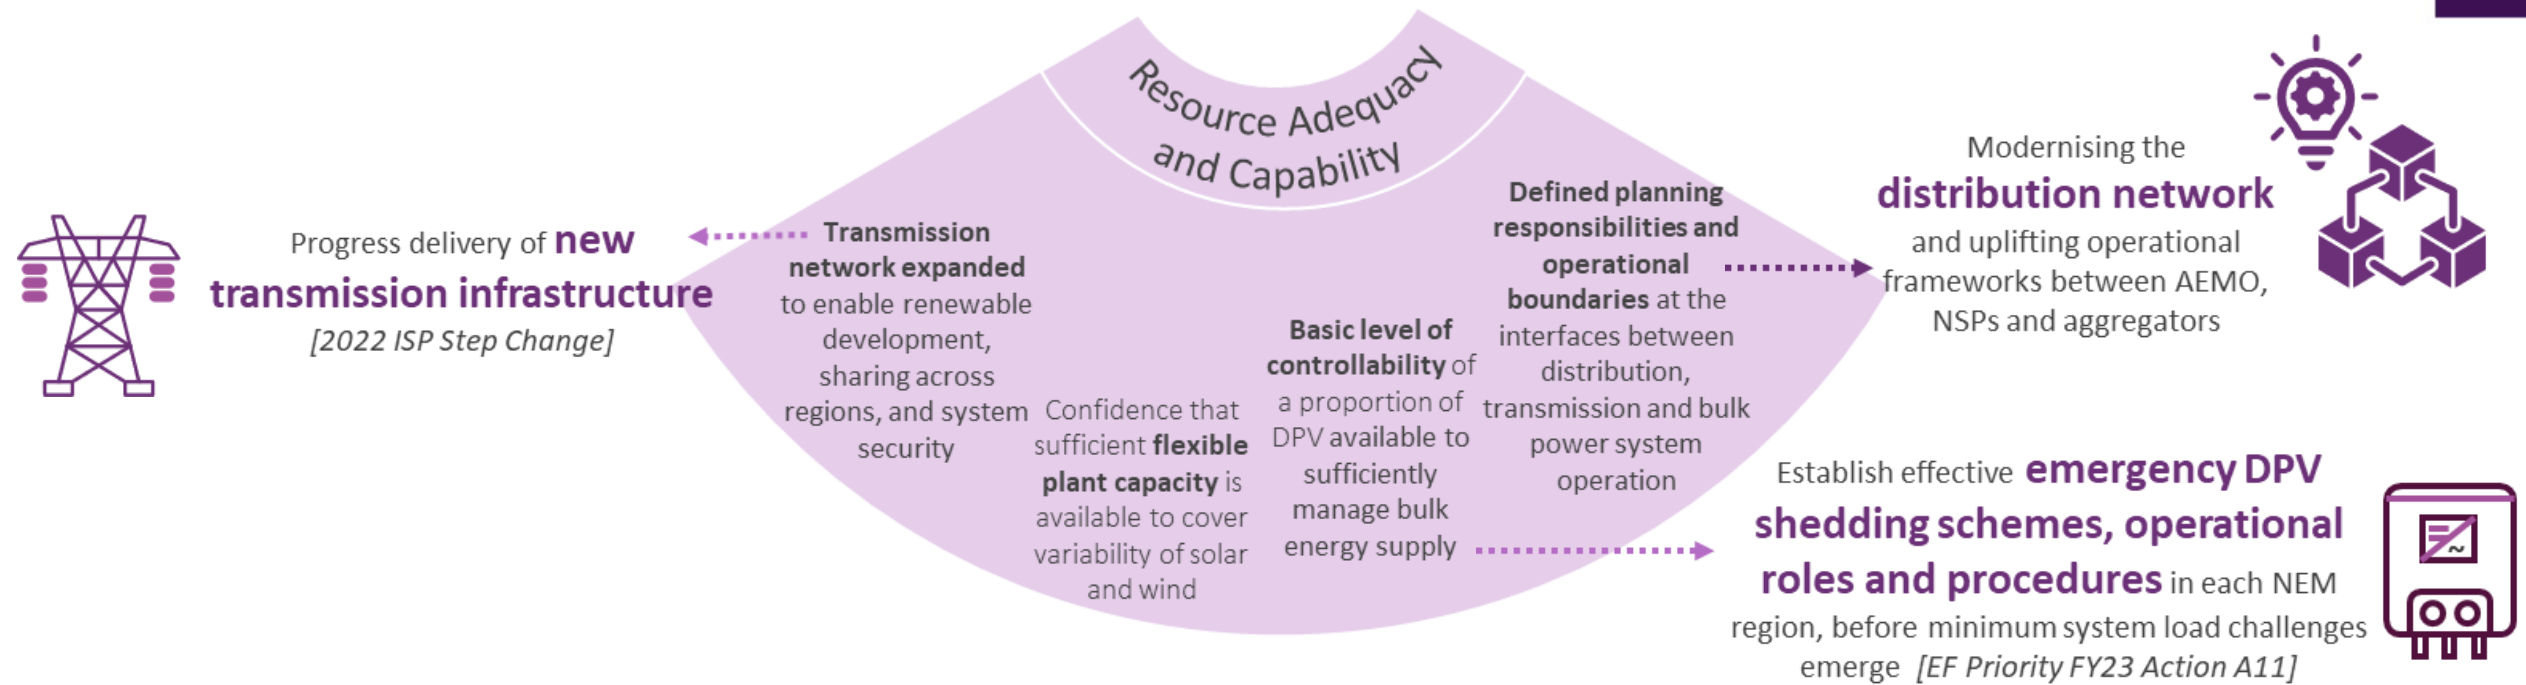 Resource Adequacy
and Capability
Progress delivery of new
transmission infrastructure
[2022 ISP Step Change]
Transmission
network expanded
to enable renewable
development,
sharing across
regions, and system
security
Confidence that
sufficient flexible
plant capacity is
available to cover
variability of solar
and wind
Basic level of
controllability of
a proportion of
DPV available to
sufficiently
manage bulk
energy supply
Defined planning
responsibilities and
operational
boundaries at the
interfaces between
distribution,
transmission and bulk
power system
operation
Modernising the
distribution network
and uplifting operational
frameworks between AEMO,
NSPs and aggregators
Establish effective emergency DPV
shedding schemes, operational
roles and procedures in each NEM
region, before minimum system load challenges
emerge [EF Priority FY23 Action A11]